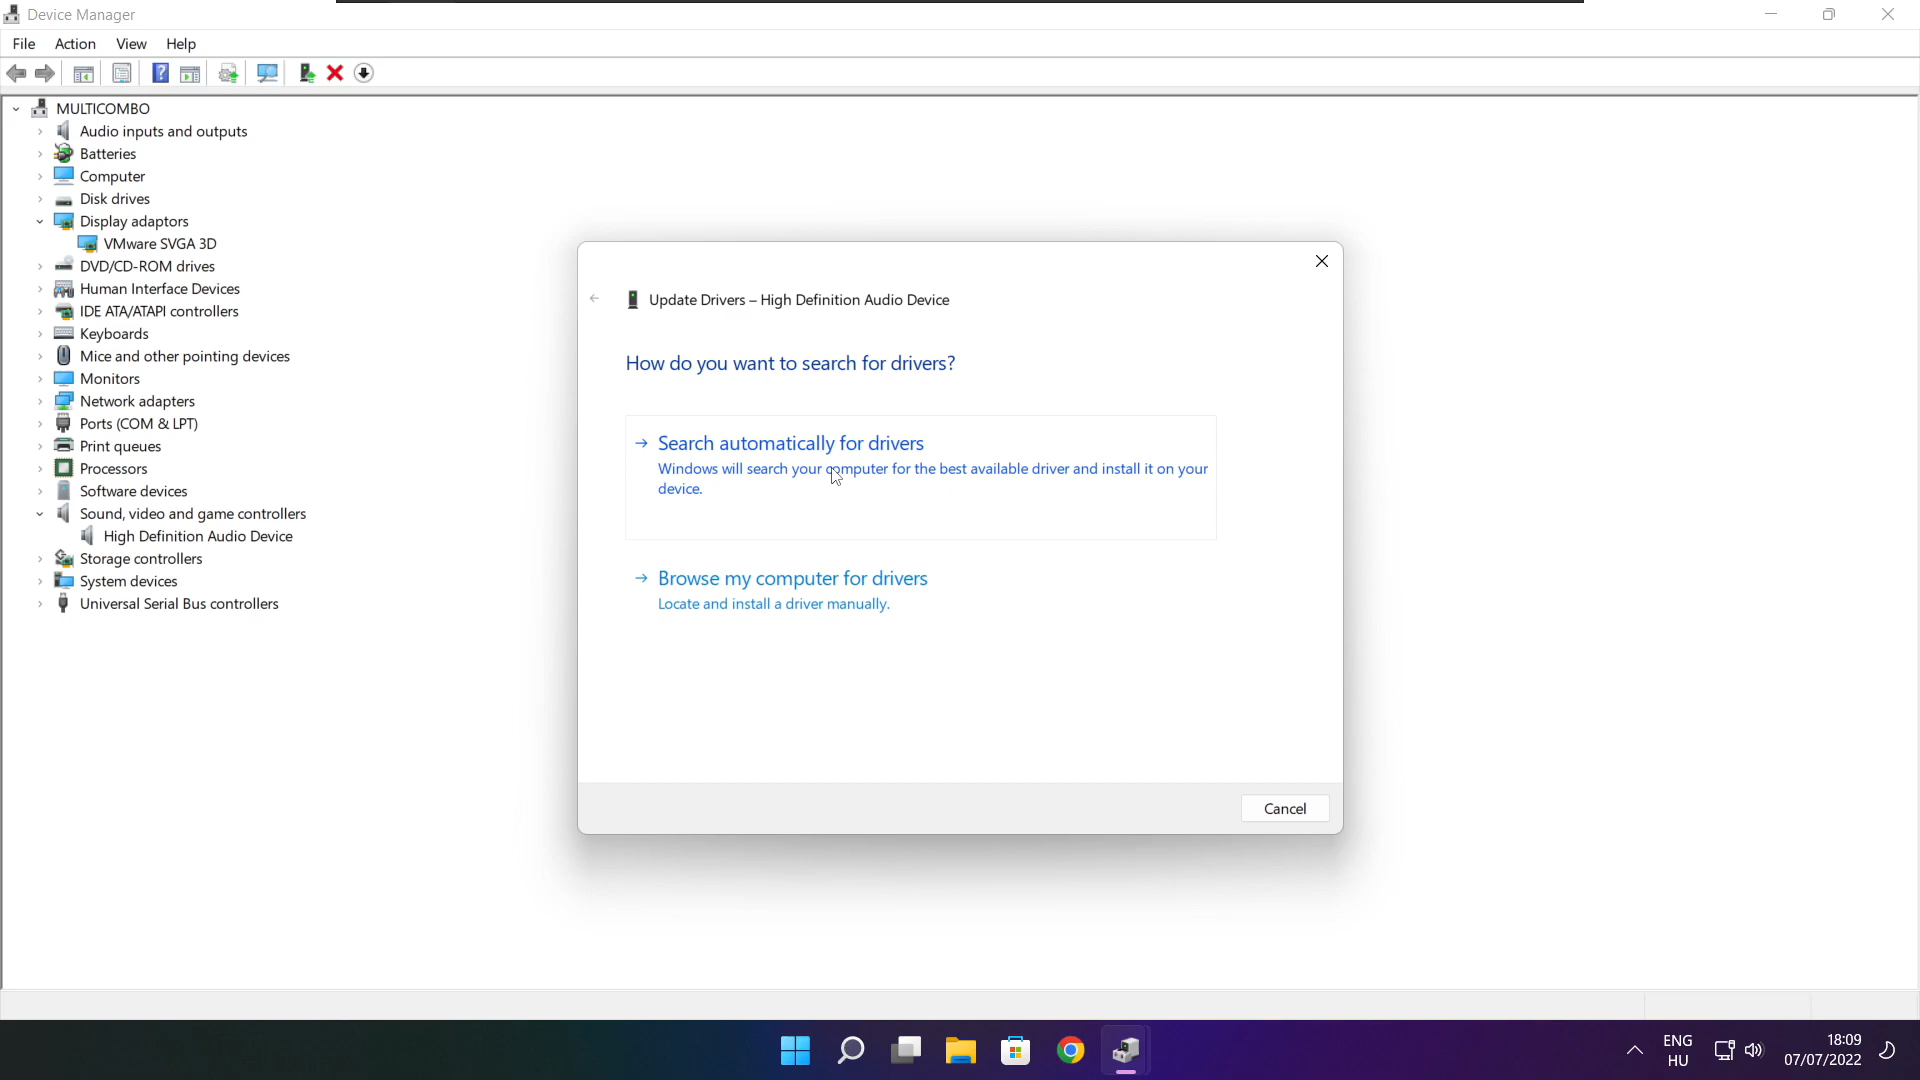 Device Manager
File Action View Help
MULTICOMBO
Audio inputs and outputs
Batteries
Computer
Disk drives
Display adaptors
VMware SVGA 3D
DVD/CD-ROM drives
Human Interface Devices
IDE ATA/ATAPI controllers
Keyboards
Mice and other pointing devices
Monitors
Network adapters
Ports (COM & LPT)
Print queues
Processors
Software devices
Sound, video and game controllers
High Definition Audio Device
Storage controllers
System devices
Universal Serial Bus controllers
Update Drivers – High Definition Audio Device
How do you want to search for drivers?
Search automatically for drivers
Windows will search your computer for the best available driver and install it on your
device.
Browse my computer for drivers
Locate and install a driver manually.
Cancel
ENG
HU
18:09
07/07/2022